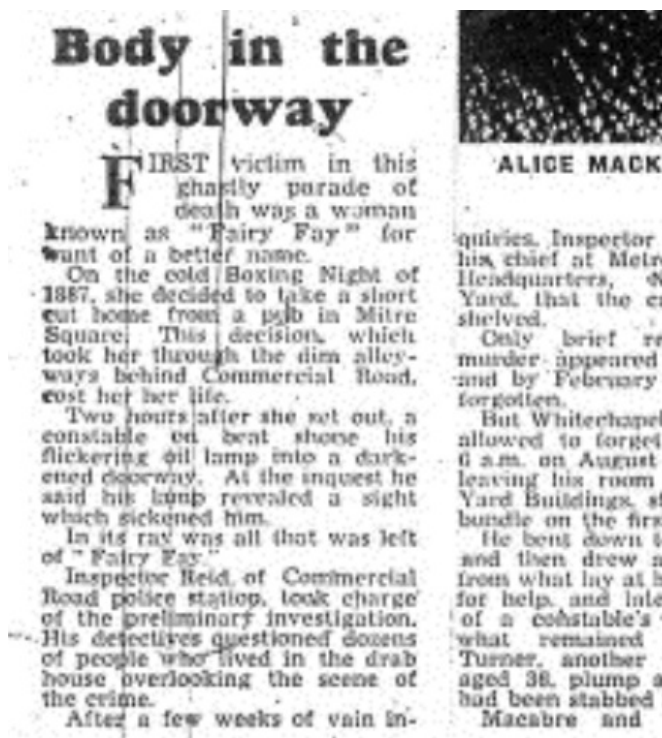 Body in the
doorway
FIRST victim in this
ghastly parade of
death was a woman
known as "Fairy Fay" for
want of a better name.
On the cold Boxing Night of
1887, she decided to take a short
cut home from a pub in Mitre
Square. This decision, which
took her through the dim alley-
ways behind Commercial Road,
cost her her life.
Two hours after she set out, a
constable on beat shone his
flickering oil lamp into a dark-
ened doorway. At the inquest he
said his lamp revealed a sight
which sickened him.
In its ray was all that was left
of "Fairy Fay."
Inspector Reid, of Commercial
Road police station, took charge
of the preliminary investigation.
His detectives questioned dozens
of people who lived in the drab
house overlooking the scene of
the crime.
After a few weeks of vain in-
ALICE MACK
quiries, Inspector
his chief at Metro
Headquarters,
Yard, that the
shelved.
Only brief re
murder appeared
and by February
forgotten.
But Whitechapel
allowed to forget
6 a.m. on August
leaving his room
Yard Buildings,
bundle on the first
He bent down
and then drew a
from what lay at h
for help, and late
of a constable's
what remained
Turner, another
aged 36, plump a
had been stabbed
Macabre and